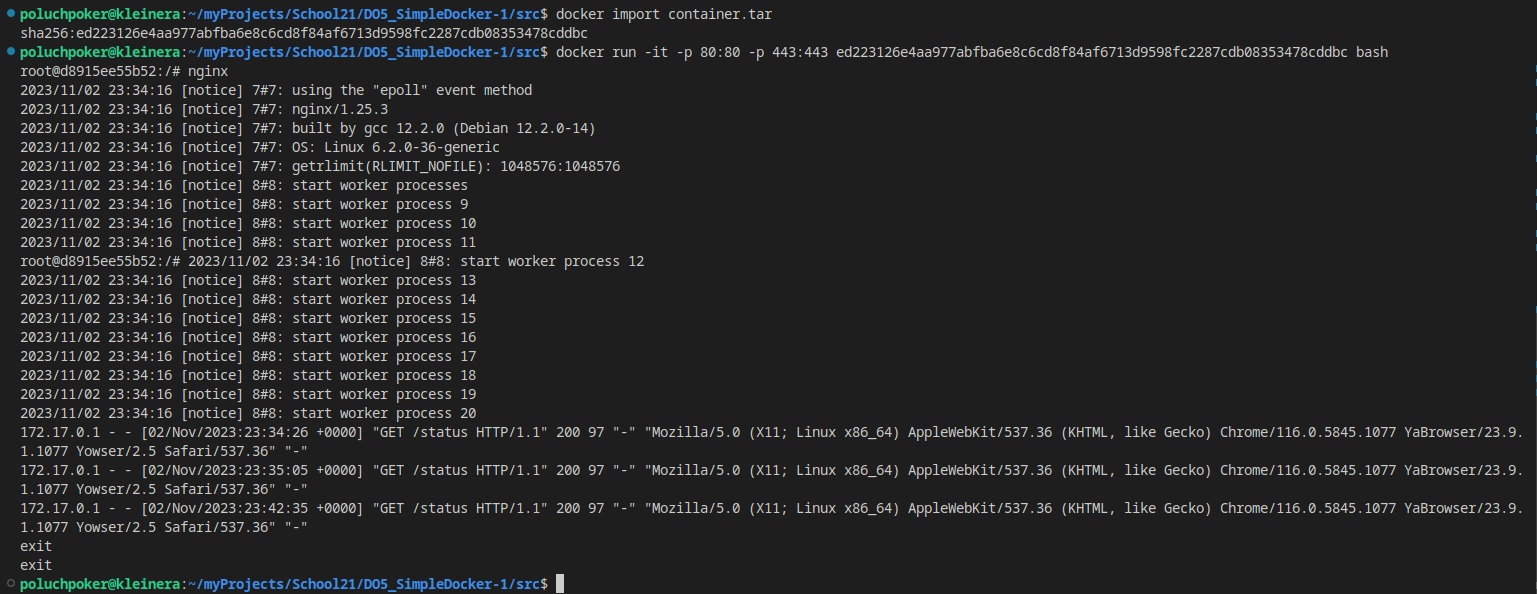 poluchpoker@kleinera:~/myProjects/School21/DO5_SimpleDocker-1/src$ docker import container.tar
sha256:ed223126e4aa977abfba6e8c6cd8f84af6713d9598fc2287cdb08353478cddbc
poluchpoker@kleinera:~/myProjects/School21/DO5_SimpleDocker-1/src$ docker run -it -p 80:80 -p 443:443 ed223126e4aa977abfba6e8c6cd8f84af6713d9598fc2287cdb08353478cddbc bash
root@d8915ee55b52:/# nginx
2023/11/02 23:34:16 [notice] 7#7: using the "epoll" event method
2023/11/02 23:34:16 [notice] 7#7: nginx/1.25.3
2023/11/02 23:34:16 [notice] 7#7: built by gcc 12.2.0 (Debian 12.2.0-14)
2023/11/02 23:34:16 [notice] 7#7: OS: Linux 6.2.0-36-generic
2023/11/02 23:34:16 [notice] 7#7: getrlimit(RLIMIT_NOFILE): 1048576:1048576
2023/11/02 23:34:16 [notice] 8#8: start worker processes
2023/11/02 23:34:16 [notice] 8#8: start worker process 9
2023/11/02 23:34:16 [notice] 8#8: start worker process 10
2023/11/02 23:34:16 [notice] 8#8: start worker process 11
root@d8915ee55b52:/# 2023/11/02 23:34:16 [notice] 8#8: start worker process 12
2023/11/02 23:34:16 [notice] 8#8: start worker process 13
2023/11/02 23:34:16 [notice] 8#8: start worker process 14
2023/11/02 23:34:16 [notice] 8#8: start worker process 15
2023/11/02 23:34:16 [notice] 8#8: start worker process 16
2023/11/02 23:34:16 [notice] 8#8: start worker process 17
2023/11/02 23:34:16 [notice] 8#8: start worker process 18
2023/11/02 23:34:16 [notice] 8#8: start worker process 19
2023/11/02 23:34:16 [notice] 8#8: start worker process 20
172.17.0.1 - - [02/Nov/2023:23:34:26 +0000] "GET /status HTTP/1.1" 200 97 "-" "Mozilla/5.0 (X11; Linux x86_64) AppleWebKit/537.36 (KHTML, like Gecko) Chrome/116.0.5845.1077 YaBrowser/23.9.
1.1077 Yowser/2.5 Safari/537.36" "-"
172.17.0.1 - - [02/Nov/2023:23:35:05 +0000] "GET /status HTTP/1.1" 200 97 "-" "Mozilla/5.0 (X11; Linux x86_64) AppleWebKit/537.36 (KHTML, like Gecko) Chrome/116.0.5845.1077 YaBrowser/23.9.
1.1077 Yowser/2.5 Safari/537.36" "-"
172.17.0.1 - - [02/Nov/2023:23:42:35 +0000] "GET /status HTTP/1.1" 200 97 "-" "Mozilla/5.0 (X11; Linux x86_64) AppleWebKit/537.36 (KHTML, like Gecko) Chrome/116.0.5845.1077 YaBrowser/23.9.
1.1077 Yowser/2.5 Safari/537.36" "-"
exit
exit
poluchpoker@kleinera:~/myProjects/School21/DO5_SimpleDocker-1/src$